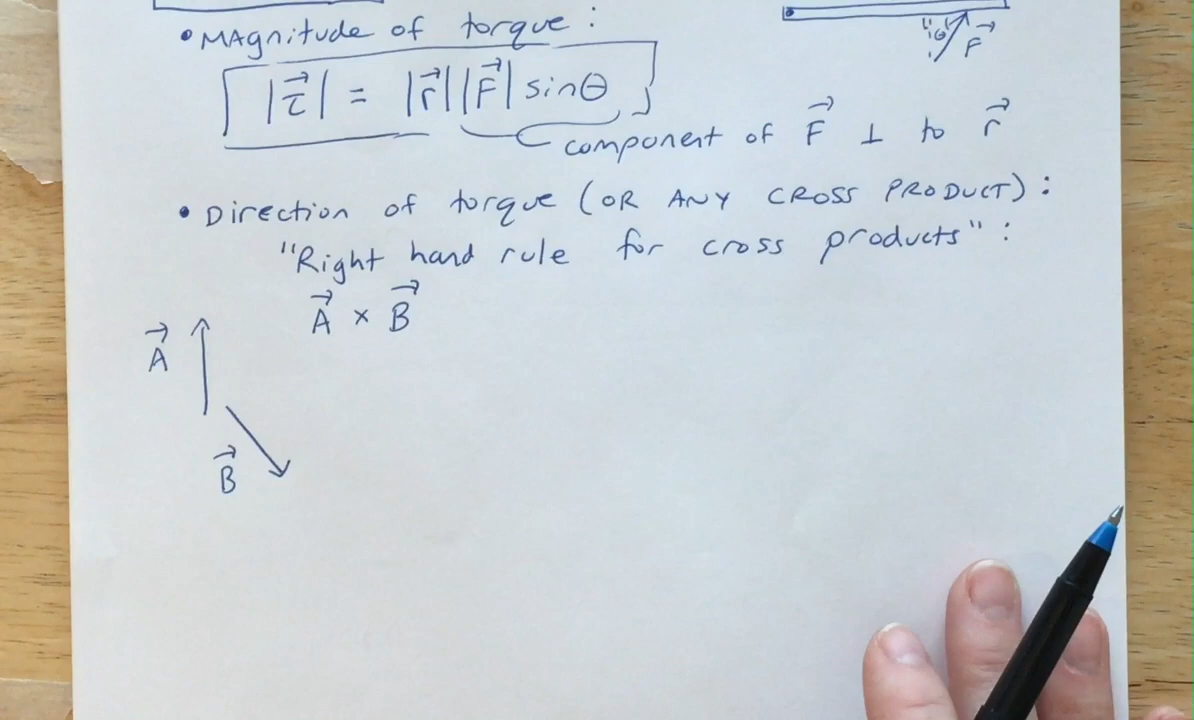 • MAgnitude of torque :
"θ" F⃗
|τ⃗| = |r⃗||F⃗| sinθ
component of F⃗ ⊥ to r⃗
• Direction of torque (OR ANY CROSS PRODUCT) :
"Right hand rule for cross products" :
A⃗ × B⃗
A⃗
B⃗